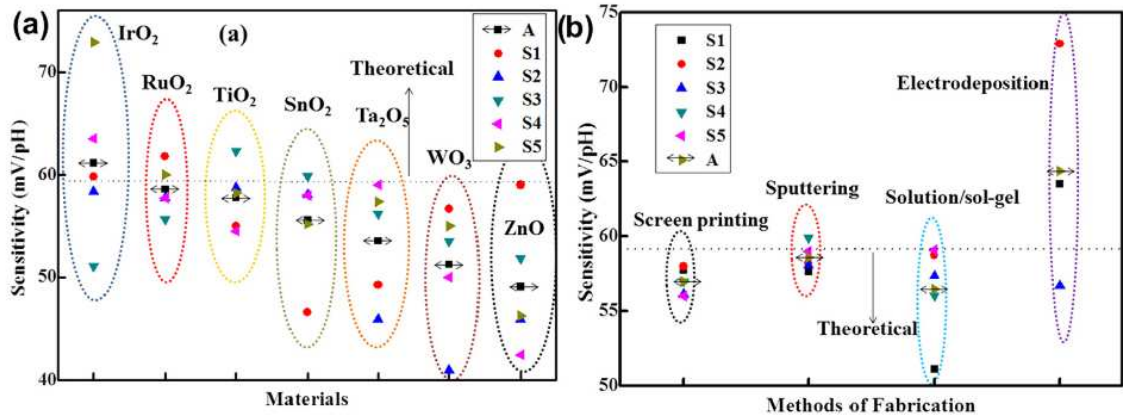 (a)
IrO2
(a)
RuO2
TiO2
SnO2
Theoretical
Ta2O5
WO3
ZnO
A
S1
S2
S3
S4
S5
70
60
50
40
Sensitivity (mV/pH)
Materials
(b)
S1
S2
S3
S4
S5
A
Electrodeposition
Sputtering
Solution/sol-gel
Screen printing
Theoretical
75
70
65
60
55
50
Sensitivity (mV/pH)
Methods of Fabrication